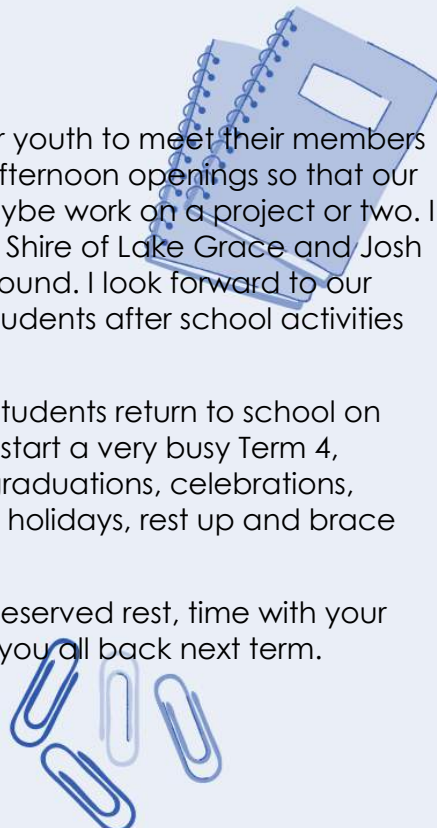 r youth to meet their members
fternoon openings so that our
ybe work on a project or two. I
Shire of Lake Grace and Josh
ound. I look forward to our
tudents after school activities
tudents return to school on
start a very busy Term 4,
raduations, celebrations,
holidays, rest up and brace
eserved rest, time with your
you all back next term.